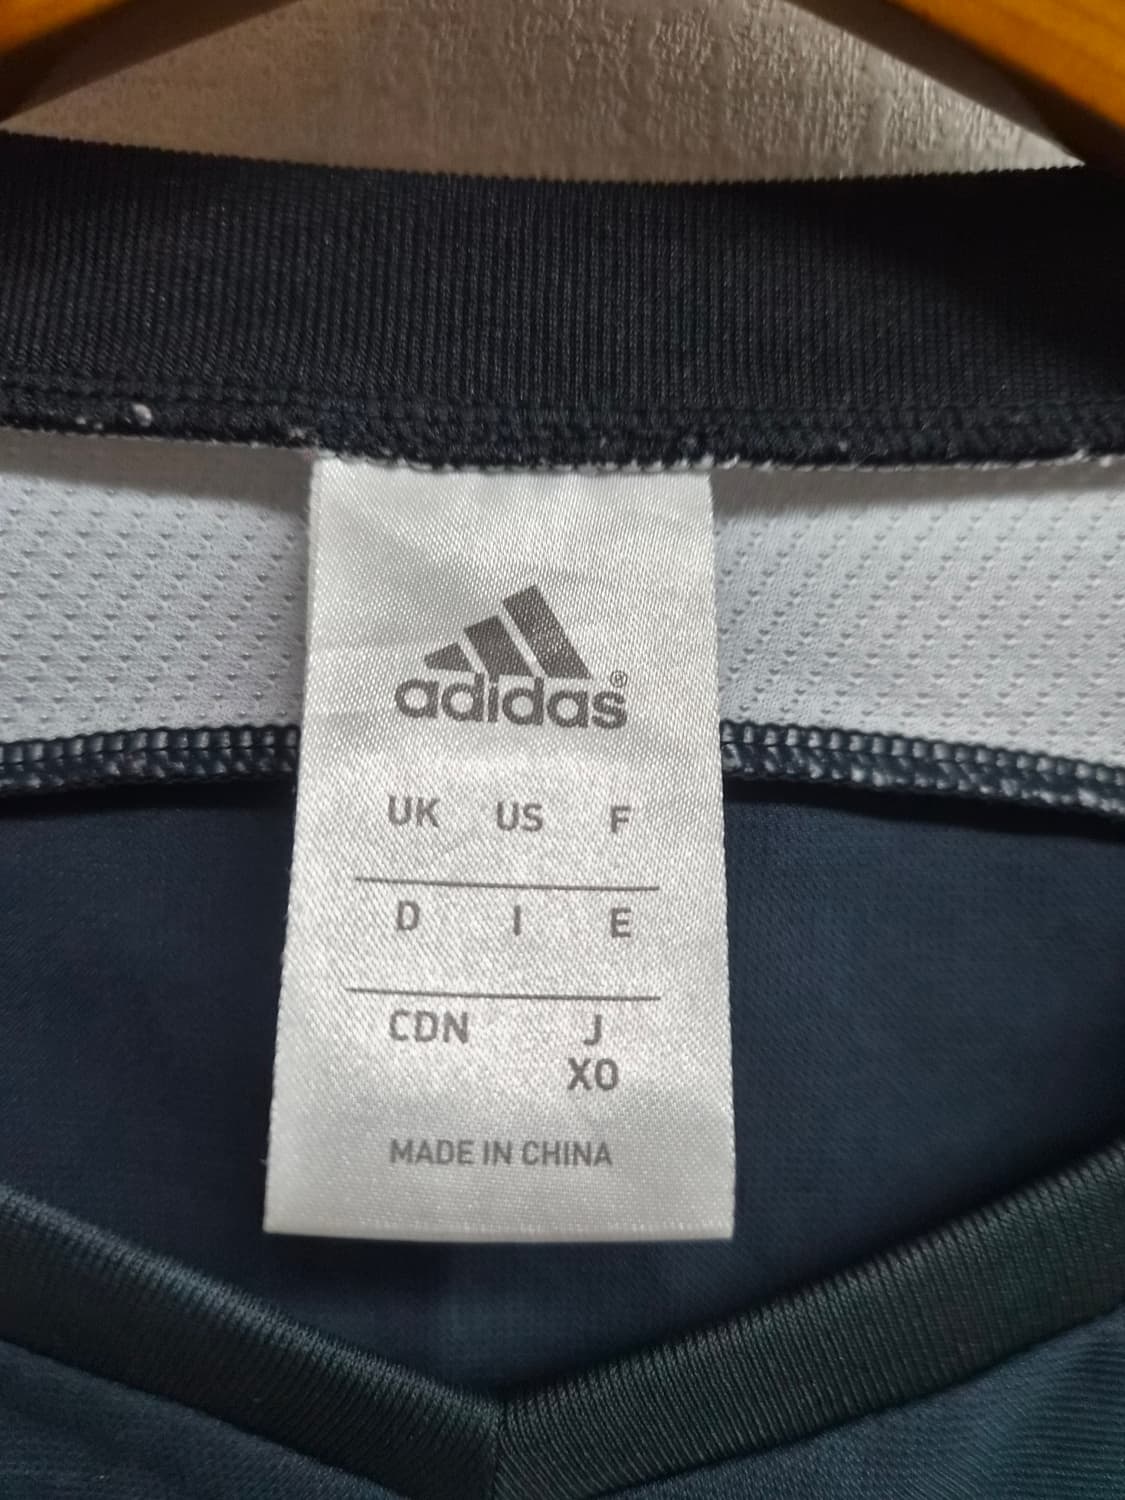 adidas®
UK US F
D I E
CDN J
XO
MADE IN CHINA